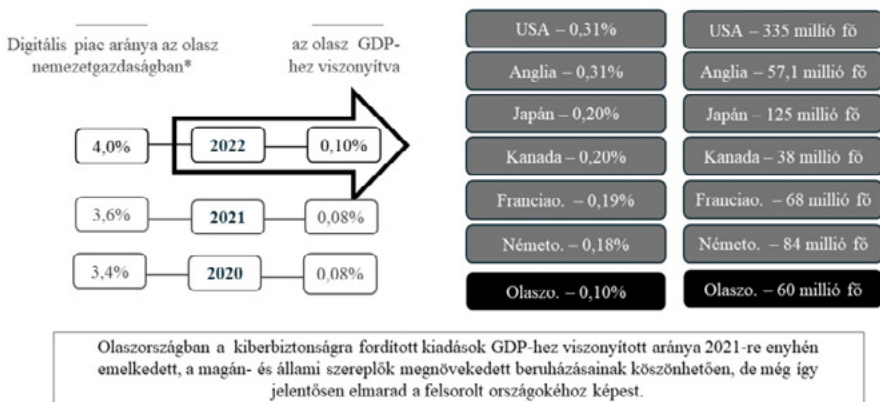 Digitális piac aránya az olasz
nemezetgazdaságban*
az olasz GDP-
hez viszonyítva
4,0%
2022
0,10%
3,6%
2021
0,08%
3,4%
2020
0,08%
USA – 0,31%
Anglia – 0,31%
Japán – 0,20%
Kanada – 0,20%
Franciao. – 0,19%
Németo. – 0,18%
Olaszo. – 0,10%
USA – 335 millió fő
Anglia – 57,1 millió fő
Japán – 125 millió fő
Kanada – 38 millió fő
Franciao. – 68 millió fő
Németo. – 84 millió fő
Olaszo. – 60 millió fő
Olaszországban a kiberbiztonságra fordított kiadások GDP-hez viszonyított aránya 2021-re enyhén
emelkedett, a magán- és állami szereplők megnövekedett beruházásainak köszönhetően, de még így
jelentősen elmarad a felsorolt országokéhoz képest.